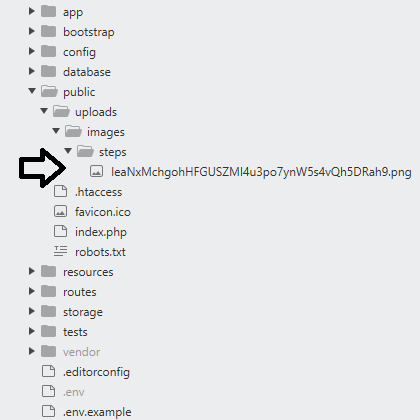 app
bootstrap
config
database
public
uploads
images
steps
leaNxMchgohHFGUSZMI4u3po7ynW5s4vQh5DRah9.png
.htaccess
favicon.ico
index.php
robots.txt
resources
routes
storage
tests
vendor
.editorconfig
.env
.env.example